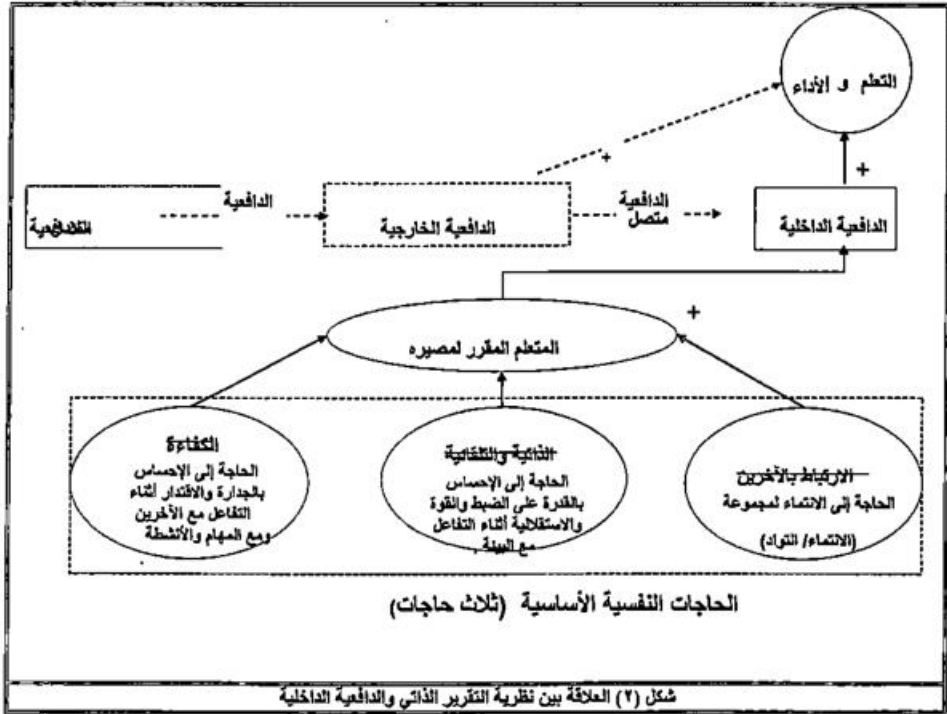 التعلم و الأداء
+
+
الدافعية
الدافعية
متصل
الدافعية الخارجية
الدافعية الداخلية
+
المتعلم المقرر لمصيره
الارتباط بالآخرين
الحاجة إلى الانتماء لمجموعة
(الانتماء/ التواد)
الذاتية والتلقائية
الحاجة إلى الإحساس
بالقدرة على الضبط والقوة
والاستقلالية أثناء التفاعل
مع البيئة
الكفاءة
الحاجة إلى الإحساس
بالجدارة والاقتدار أثناء
التفاعل مع الآخرين
ومع المهام والأنشطة
الحاجات النفسية الأساسية (ثلاث حاجات)
شكل (٢) العلاقة بين نظرية التقرير الذاتي والدافعية الداخلية